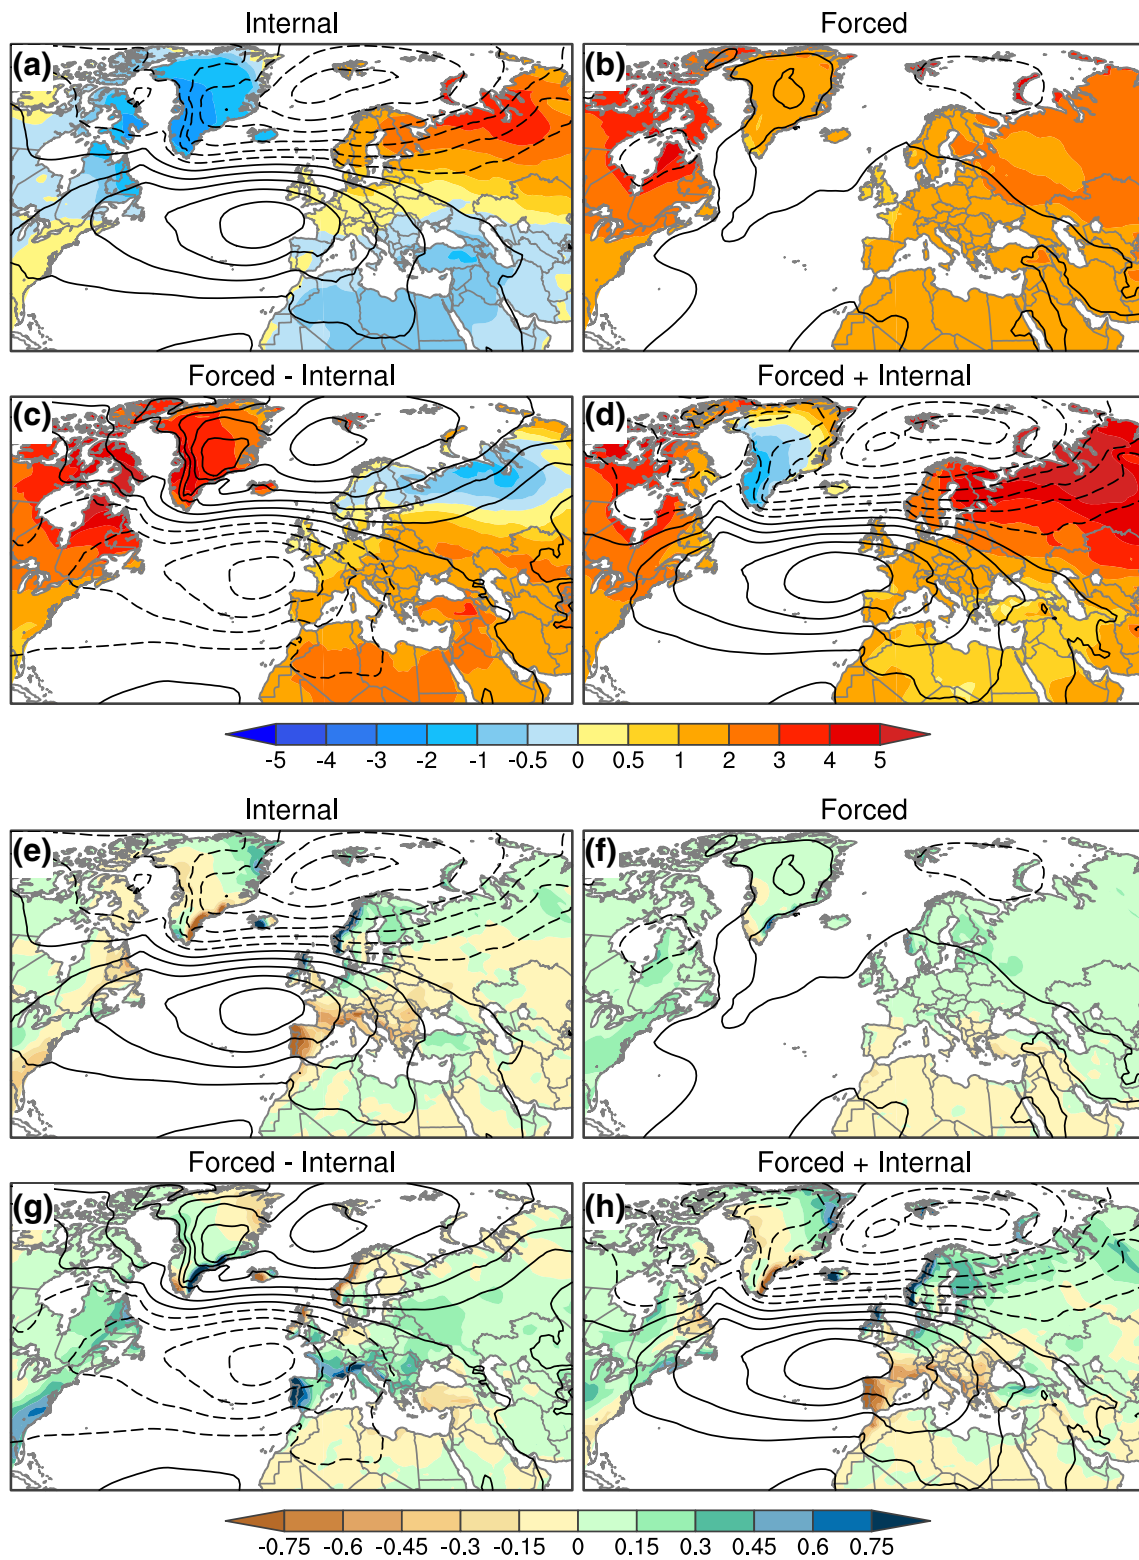 Internal
Forced
(a)
(b)
Forced - Internal
Forced + Internal
(c)
(d)
-5 -4 -3 -2 -1 -0.5 0 0.5 1 2 3 4 5
Internal
Forced
(e)
(f)
Forced - Internal
Forced + Internal
(g)
(h)
-0.75 -0.6 -0.45 -0.3 -0.15 0 0.15 0.3 0.45 0.6 0.75